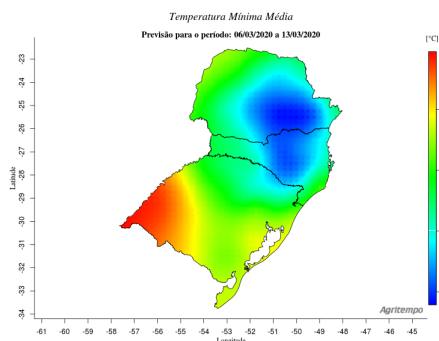 Temperatura Mínima Média
Previsão para o período: 06/03/2020 a 13/03/2020
[°C]
-23
-24
-25
-26
-27
-28
-29
-30
-31
-32
-33
-34
Latitude
Agritempo
-61 -60 -59 -58 -57 -56 -55 -54 -53 -52 -51 -50 -49 -48 -47 -46 -45
Longitude